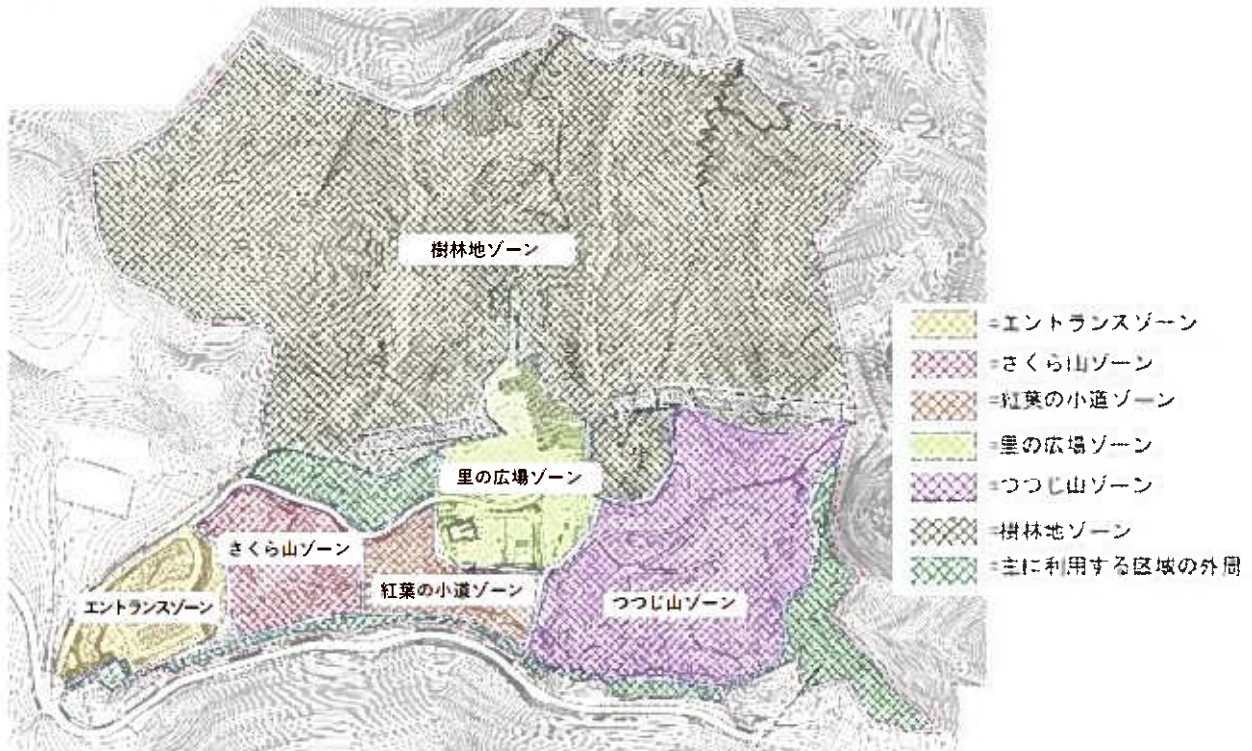 樹林地ゾーン
里の広場ゾーン
さくら山ゾーン
紅葉の小道ゾーン
エントランスゾーン
つつじ山ゾーン
=エントランスゾーン
=さくら山ゾーン
=紅葉の小道ゾーン
=里の広場ゾーン
=つつじ山ゾーン
=樹林地ゾーン
=主に利用する区域の外周